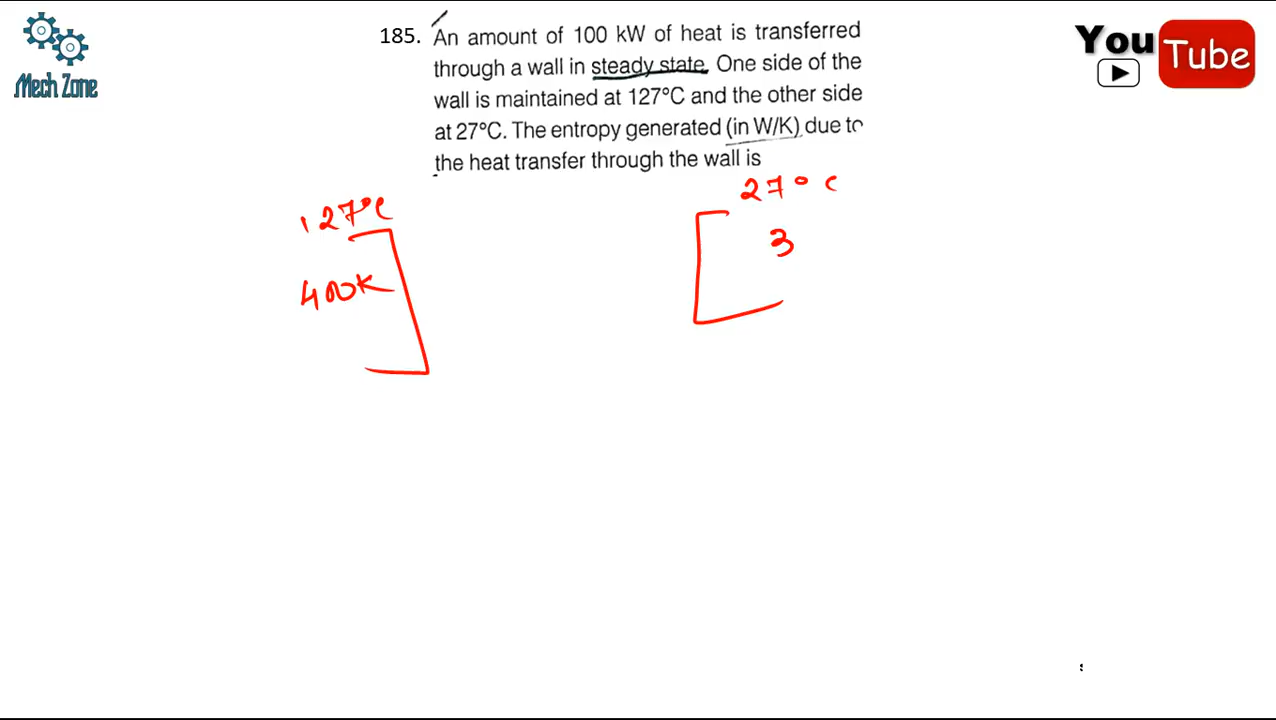 Mech Zone
185. An amount of 100 kW of heat is transferred
through a wall in steady state. One side of the
wall is maintained at 127°C and the other side
at 27°C. The entropy generated (in W/K) due to
the heat transfer through the wall is
You Tube
127°C
27°C
400K
3